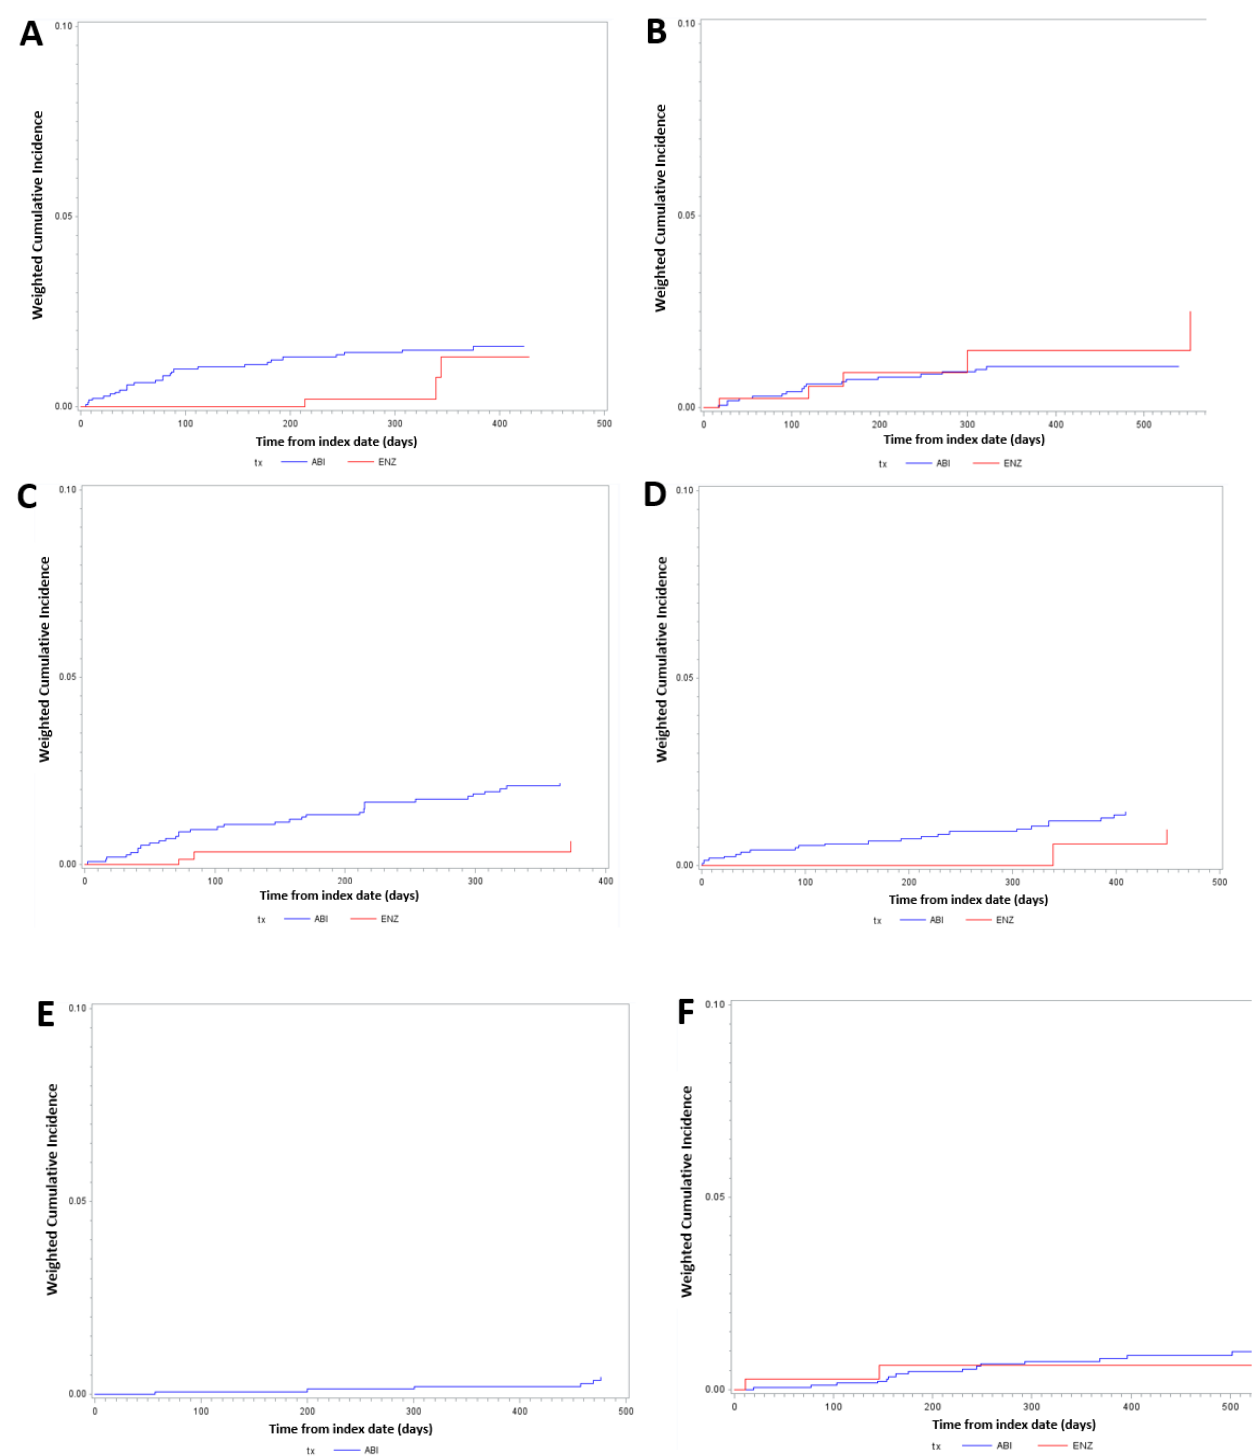 A
0.10
0.05
0.00
Weighted Cumulative Incidence
0 100 200 300 400 500
Time from index date (days)
tx ABI ENZ
B
0.10
0.05
0.00
Weighted Cumulative Incidence
0 100 200 300 400 500
Time from index date (days)
tx ABI ENZ
C
0.10
0.05
0.00
Weighted Cumulative Incidence
0 100 200 300 400
Time from index date (days)
tx ABI ENZ
D
0.10
0.05
0.00
Weighted Cumulative Incidence
0 100 200 300 400 500
Time from index date (days)
tx ABI ENZ
E
0.10
0.05
0.00
Weighted Cumulative Incidence
0 100 200 300 400 500
Time from index date (days)
tx ABI
F
0.10
0.05
0.00
Weighted Cumulative Incidence
0 100 200 300 400 500
Time from index date (days)
tx ABI ENZ